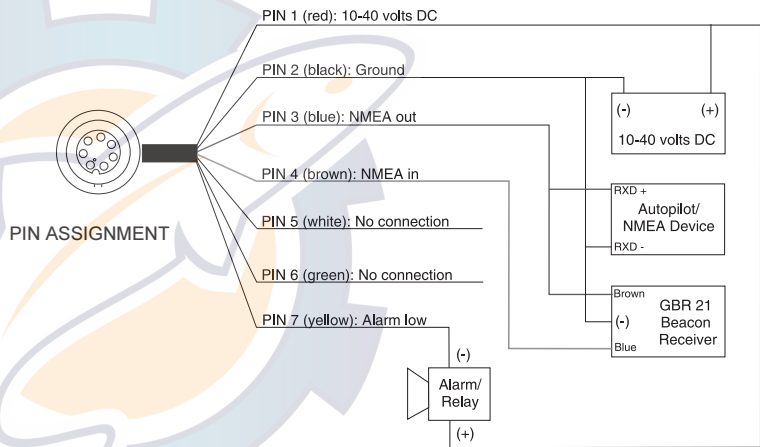 PIN 1 (red): 10-40 volts DC
PIN 2 (black): Ground
(-) (+)
10-40 volts DC
PIN 3 (blue): NMEA out
PIN 4 (brown): NMEA in
RXD +
Autopilot/
NMEA Device
RXD -
PIN ASSIGNMENT
PIN 5 (white): No connection
PIN 6 (green): No connection
Brown
GBR 21
(-) Beacon
Receiver
Blue
PIN 7 (yellow): Alarm low
(-)
Alarm/
Relay
(+)